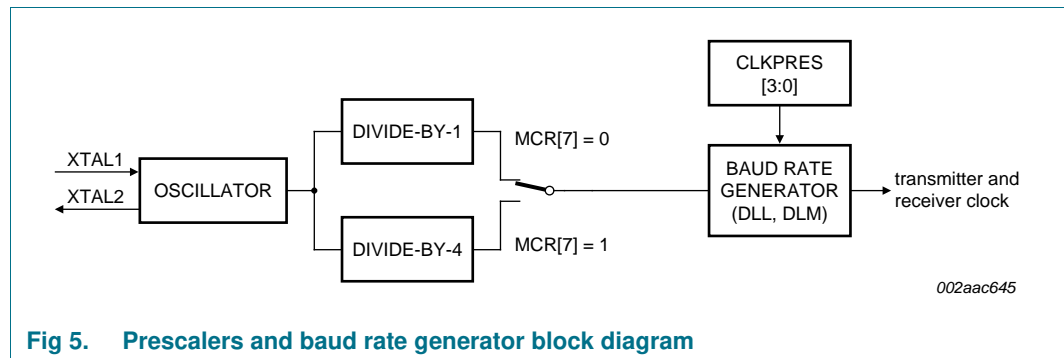 CLKPRES
[3:0]
DIVIDE-BY-1
MCR[7] = 0
XTAL1
XTAL2
OSCILLATOR
BAUD RATE
GENERATOR
(DLL, DLM)
transmitter and
receiver clock
DIVIDE-BY-4
MCR[7] = 1
002aac645
Fig 5. Prescalers and baud rate generator block diagram